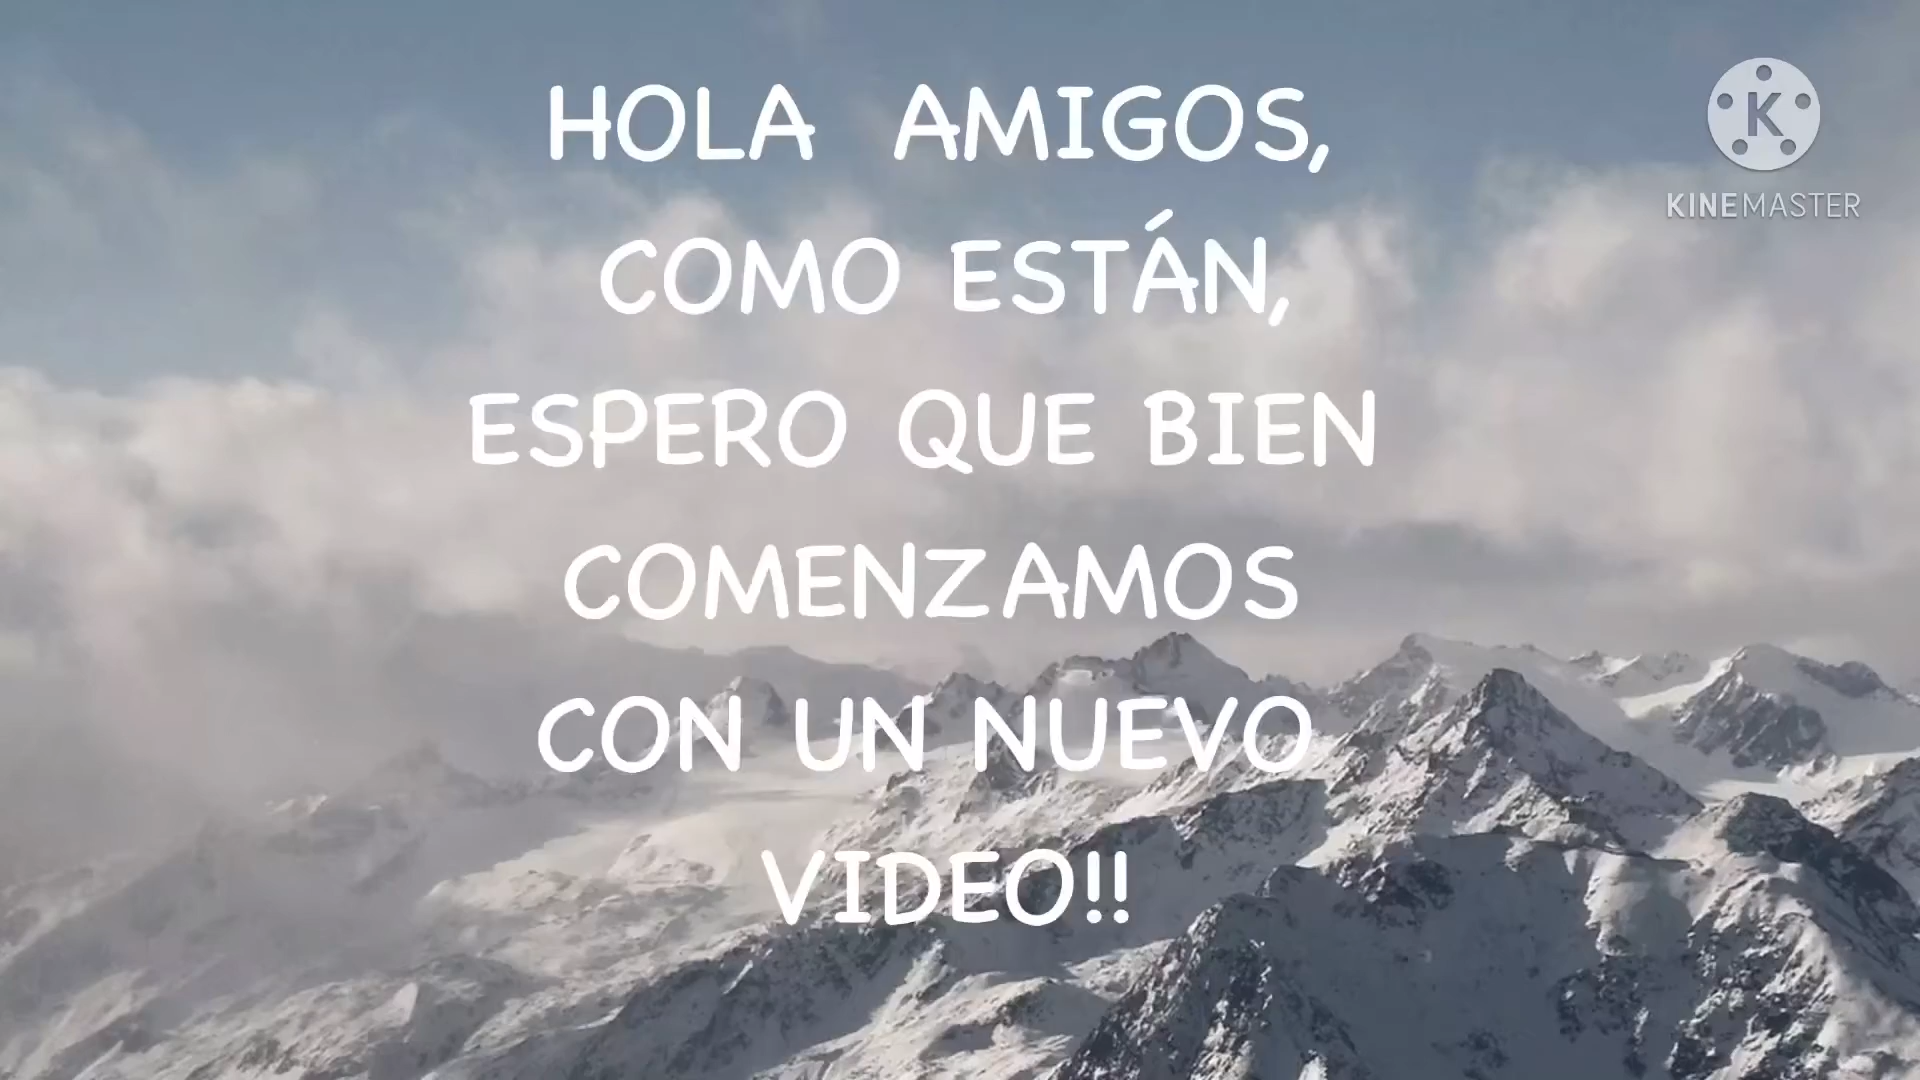 HOLA AMIGOS,
COMO ESTÁN,
ESPERO QUE BIEN
COMENZAMOS
CON UN NUEVO
VIDEO!!
K
KINEMASTER